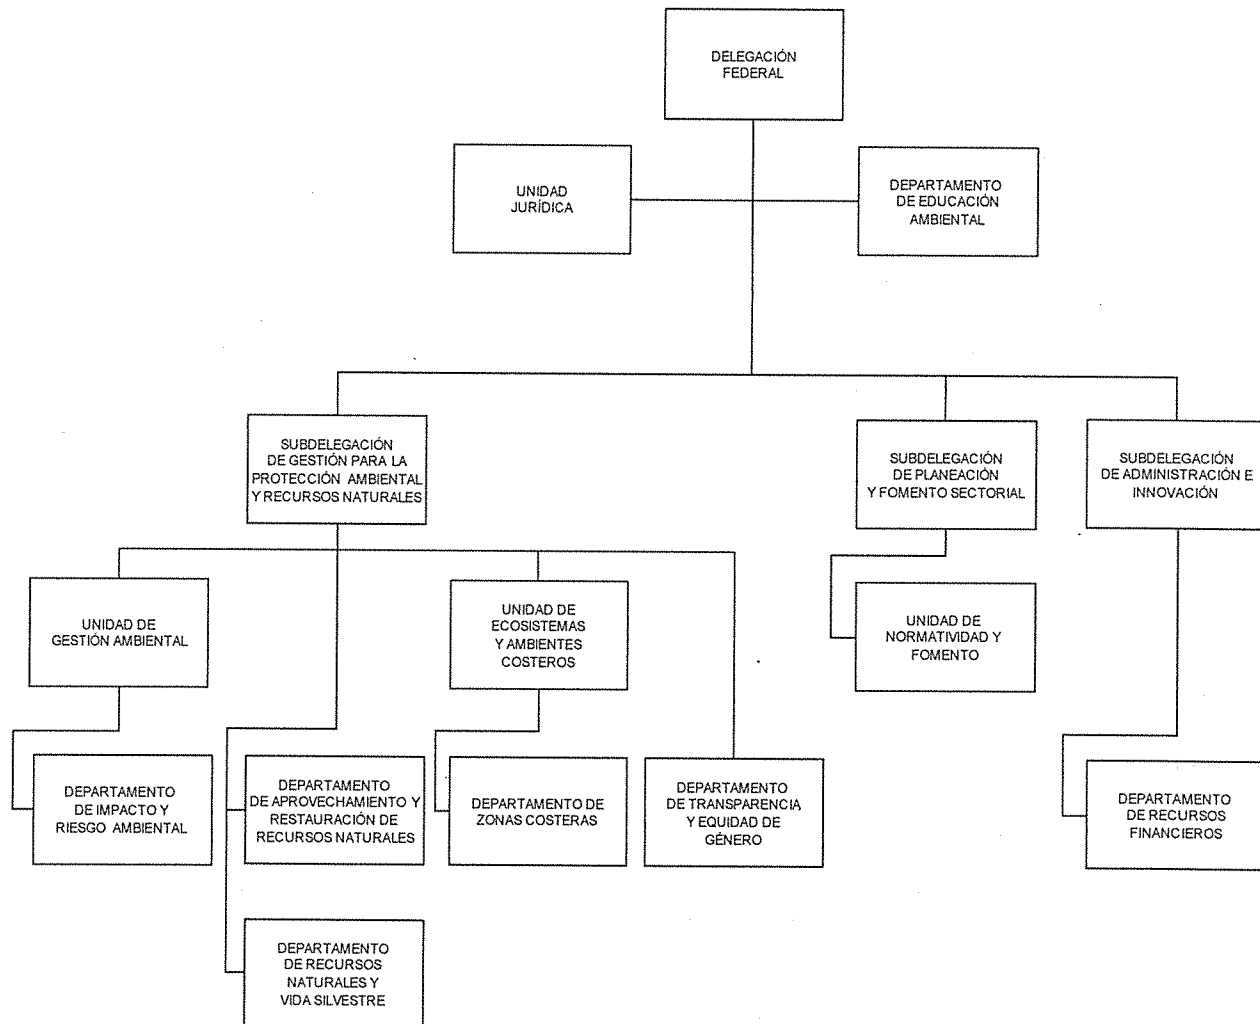 DELEGACIÓN
FEDERAL
UNIDAD
JURÍDICA
DEPARTAMENTO
DE EDUCACIÓN
AMBIENTAL
SUBDELEGACIÓN
DE GESTIÓN PARA LA
PROTECCIÓN AMBIENTAL
Y RECURSOS NATURALES
SUBDELEGACIÓN
DE PLANEACIÓN
Y FOMENTO SECTORIAL
SUBDELEGACIÓN
DE ADMINISTRACIÓN E
INNOVACIÓN
UNIDAD DE
GESTIÓN AMBIENTAL
UNIDAD DE
ECOSISTEMAS
Y AMBIENTES
COSTEROS
UNIDAD DE
NORMATIVIDAD Y
FOMENTO
DEPARTAMENTO
DE IMPACTO Y
RIESGO AMBIENTAL
DEPARTAMENTO
DE APROVECHAMIENTO Y
RESTAURACIÓN DE
RECURSOS NATURALES
DEPARTAMENTO DE
ZONAS COSTERAS
DEPARTAMENTO
DE TRANSPARENCIA
Y EQUIDAD DE
GÉNERO
DEPARTAMENTO
DE RECURSOS
FINANCIEROS
DEPARTAMENTO
DE RECURSOS
NATURALES Y
VIDA SILVESTRE